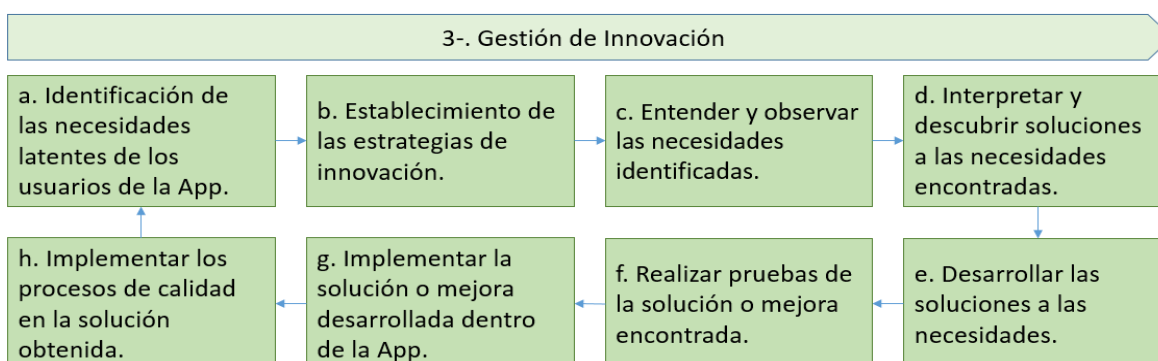 3-. Gestión de Innovación
a. Identificación de
las necesidades
latentes de los
usuarios de la App.
b. Establecimiento de
las estrategias de
innovación.
c. Entender y observar
las necesidades
identificadas.
d. Interpretar y
descubrir soluciones
a las necesidades
encontradas.
e. Desarrollar las
soluciones a las
necesidades.
f. Realizar pruebas de
la solución o mejora
encontrada.
g. Implementar la
solución o mejora
desarrollada dentro
de la App.
h. Implementar los
procesos de calidad
en la solución
obtenida.